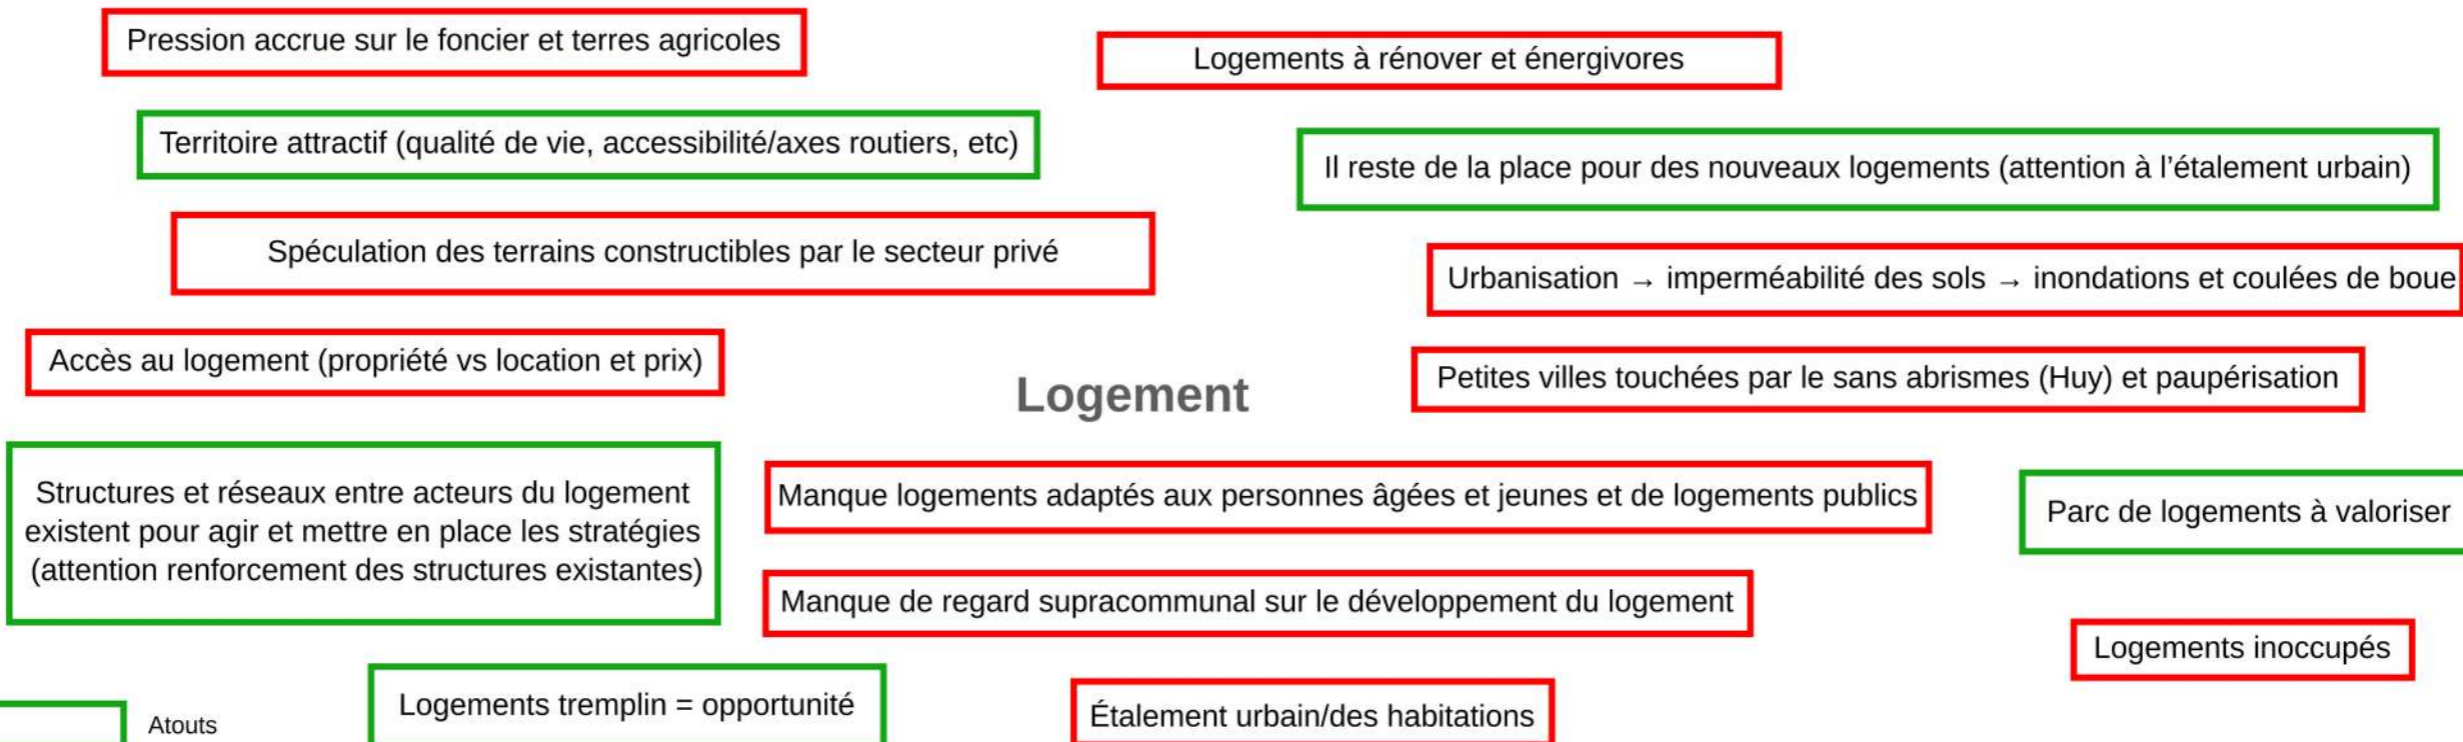 Pression accrue sur le foncier et terres agricoles
Logements à rénover et énergivores
Territoire attractif (qualité de vie, accessibilité/axes routiers, etc)
Il reste de la place pour des nouveaux logements (attention à l’étalement urbain)
Spéculation des terrains constructibles par le secteur privé
Urbanisation → imperméabilité des sols → inondations et coulées de boue
Accès au logement (propriété vs location et prix)
Petites villes touchées par le sans abrismes (Huy) et paupérisation
Logement
Structures et réseaux entre acteurs du logement
existent pour agir et mettre en place les stratégies
(attention renforcement des structures existantes)
Manque logements adaptés aux personnes âgées et jeunes et de logements publics
Parc de logements à valoriser
Manque de regard supracommunal sur le développement du logement
Logements inoccupés
Logements tremplin = opportunité
Étalement urbain/des habitations
Atouts